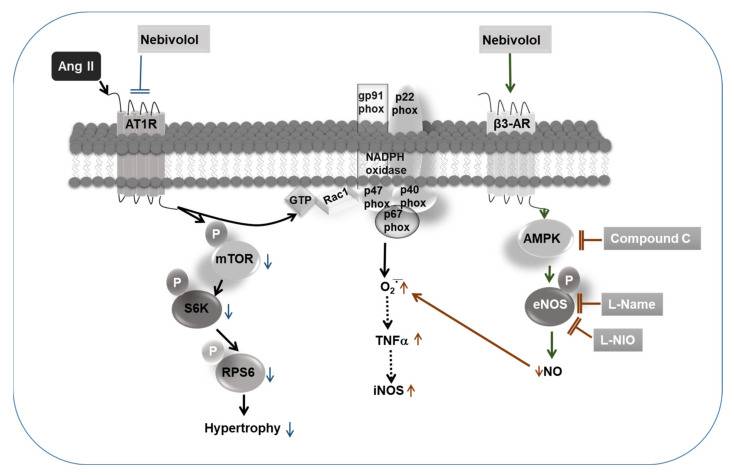 Nebivolol
Nebivolol
Ang II
AT1R
gp91
phox
p22
phox
β3-AR
NADPH
oxidase
GTP
Rac1
p47
phox
p40
phox
p67
phox
P
mTOR ↓
AMPK
Compound C
P
S6K ↓
O₂·̅ ↑
P
eNOS
L-Name
L-NIO
P
RPS6 ↓
TNFα ↑
↓NO
iNOS ↑
Hypertrophy ↓